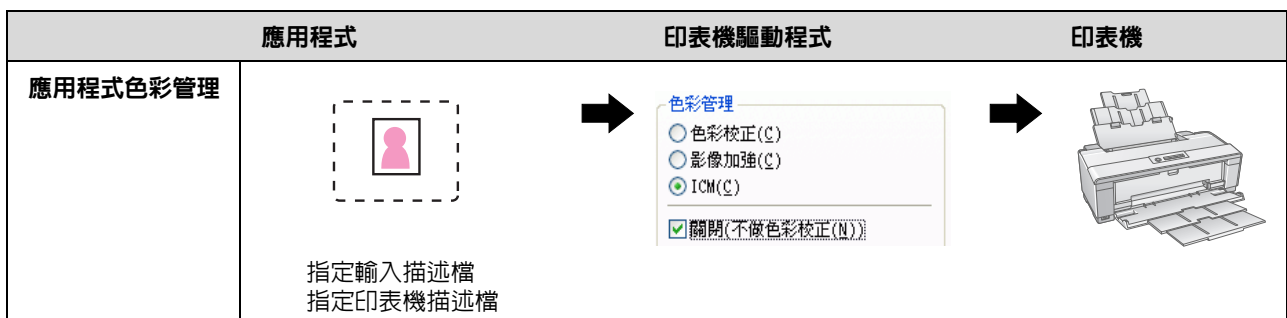 應用程式 印表機驅動程式 印表機
應用程式色彩管理
色彩管理
色彩校正(C)
影像加強(C)
ICM(C)
關閉(不做色彩校正(N))
指定輸入描述檔
指定印表機描述檔